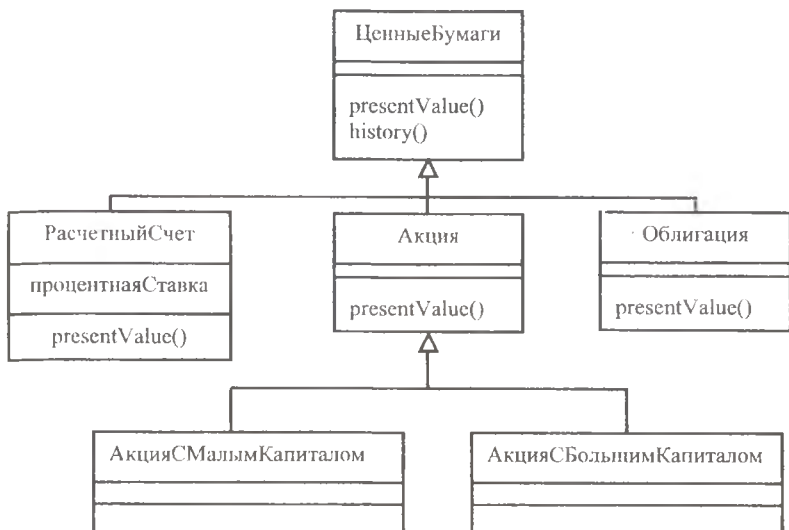 ЦенныеБумаги
presentValue()
history()
РасчетныйСчет
процентнаяСтавка
presentValue()
Акция
presentValue()
Облигация
presentValue()
АкцияСМалымКапиталом
АкцияСБольшимКапиталом